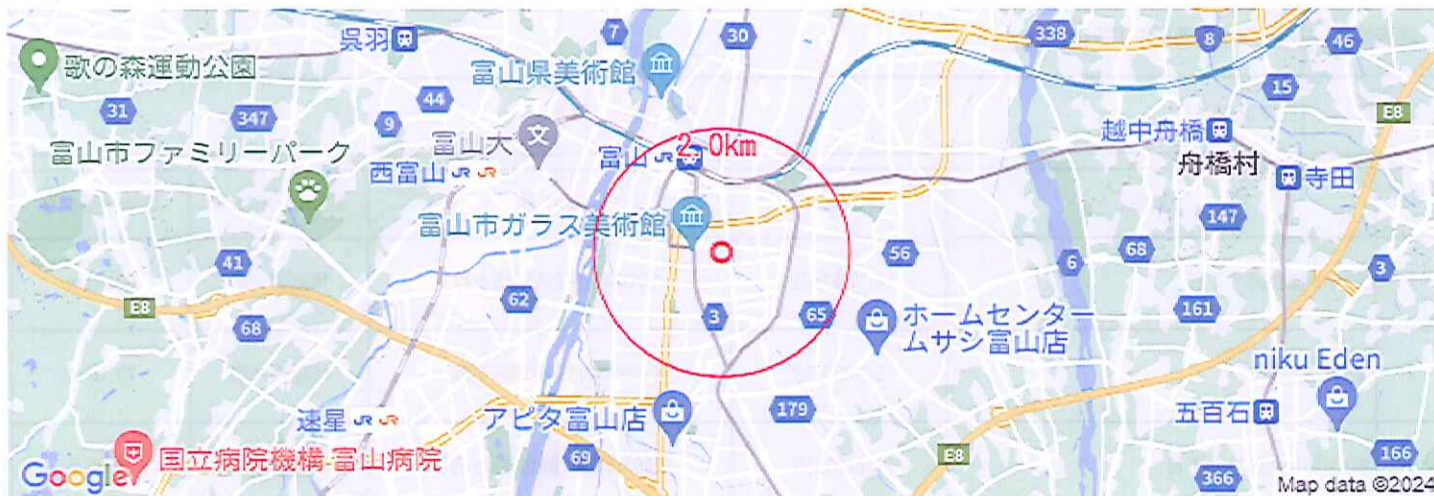 呉羽
7
30
338
8
46
歌の森運動公園
富山県美術館
E8
31
347
44
9
15
富山大
2.0km
越中舟橋
富山市ファミリーパーク
西富山 JR JR
富山 JR
舟橋村
寺田
富山市ガラス美術館
147
41
56
6
68
3
E8
62
3
65
161
68
ホームセンター
ムサシ富山店
niku Eden
速星 JR JR
アピタ富山店
179
五百石
国立病院機構 富山病院
69
E8
166
Google
366
Map data ©2024